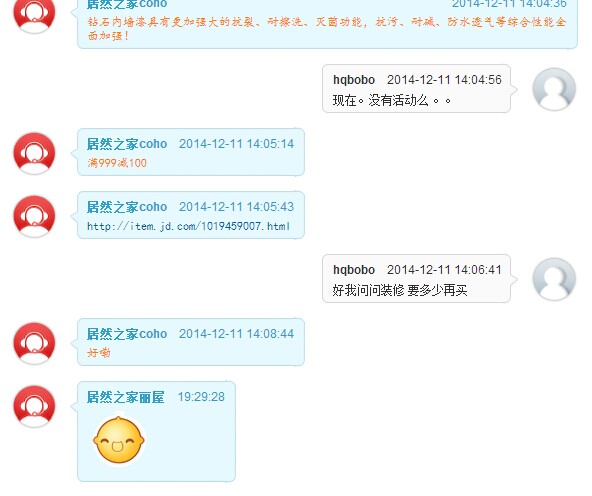 居然之家coho 2014-12-11 14:04:36
钻石内墙漆具有更加强大的抗裂、耐擦洗、灭菌功能，抗污、耐碱、防水透气等综合性能全
面加强！
hqbobo 2014-12-11 14:04:56
现在。没有活动么。。
居然之家coho 2014-12-11 14:05:14
满999减100
居然之家coho 2014-12-11 14:05:43
http://item.jd.com/1019459007.html
hqbobo 2014-12-11 14:06:41
好我问问装修 要多少再买
居然之家coho 2014-12-11 14:08:44
好嘞
居然之家丽屋 19:29:28